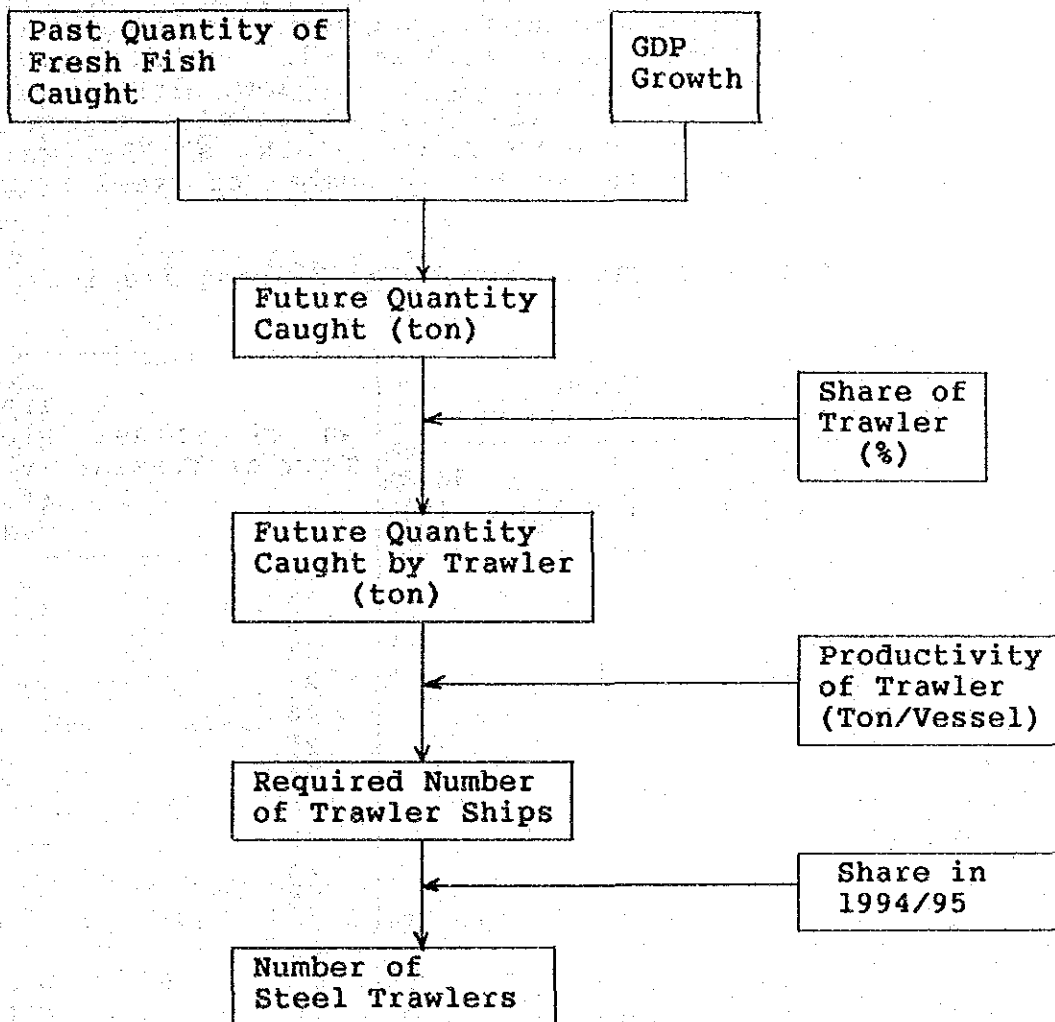 Past Quantity of
Fresh Fish
Caught
GDP
Growth
Future Quantity
Caught (ton)
Share of
Trawler
(%)
Future Quantity
Caught by Trawler
(ton)
Productivity
of Trawler
(Ton/Vessel)
Required Number
of Trawler Ships
Share in
1994/95
Number of
Steel Trawlers